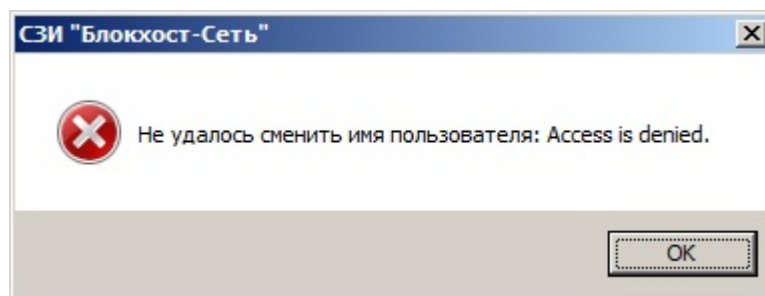 СЗИ "Блокхост-Сеть"
Не удалось сменить имя пользователя: Access is denied.
OK